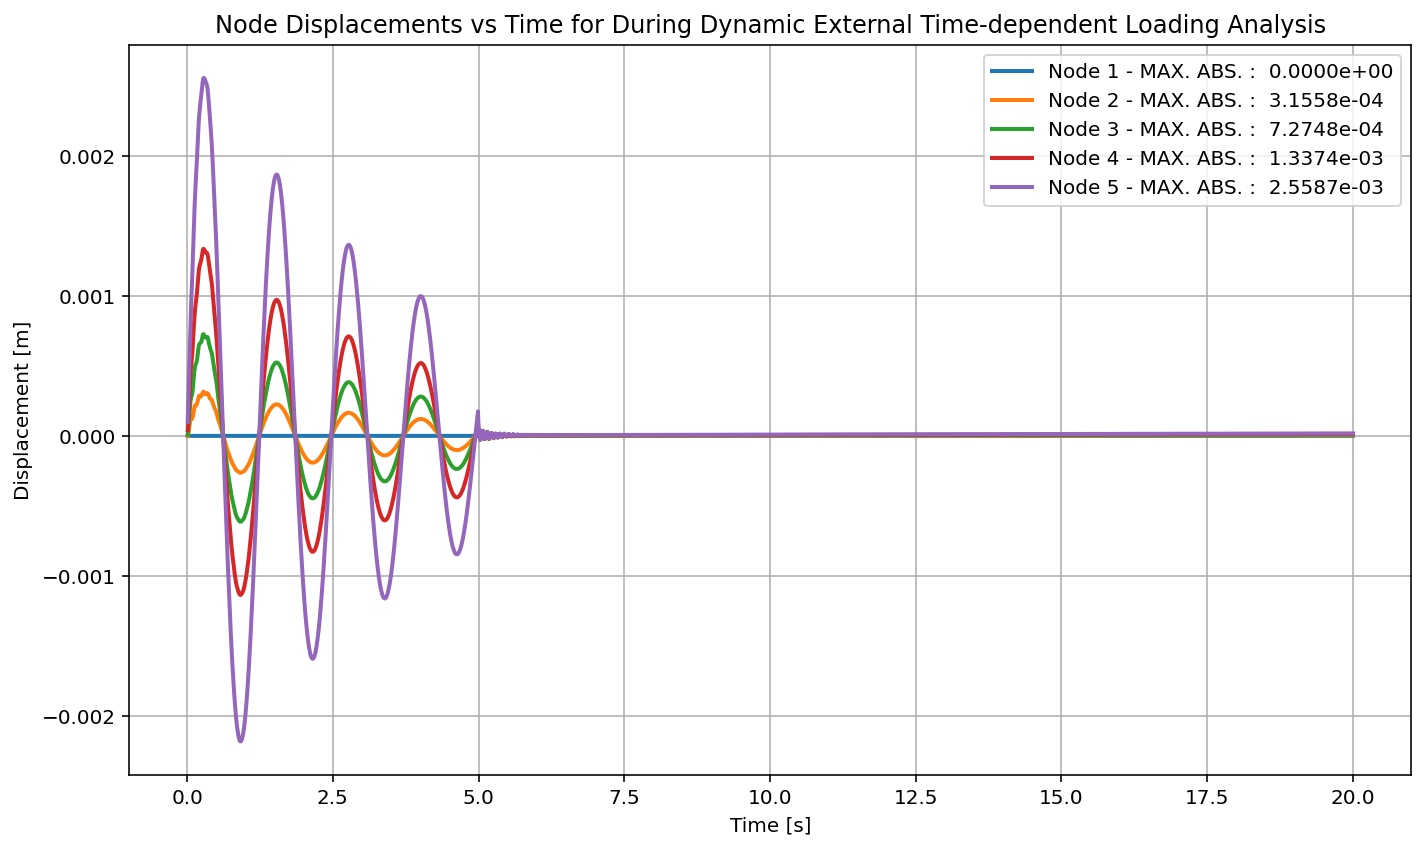 Node Displacements vs Time for During Dynamic External Time-dependent Loading Analysis
Node 1 - MAX. ABS. :  0.0000e+00
Node 2 - MAX. ABS. :  3.1558e-04
Node 3 - MAX. ABS. :  7.2748e-04
Node 4 - MAX. ABS. :  1.3374e-03
Node 5 - MAX. ABS. :  2.5587e-03
Displacement [m]
0.002
0.001
0.000
−0.001
−0.002
0.0 2.5 5.0 7.5 10.0 12.5 15.0 17.5 20.0
Time [s]